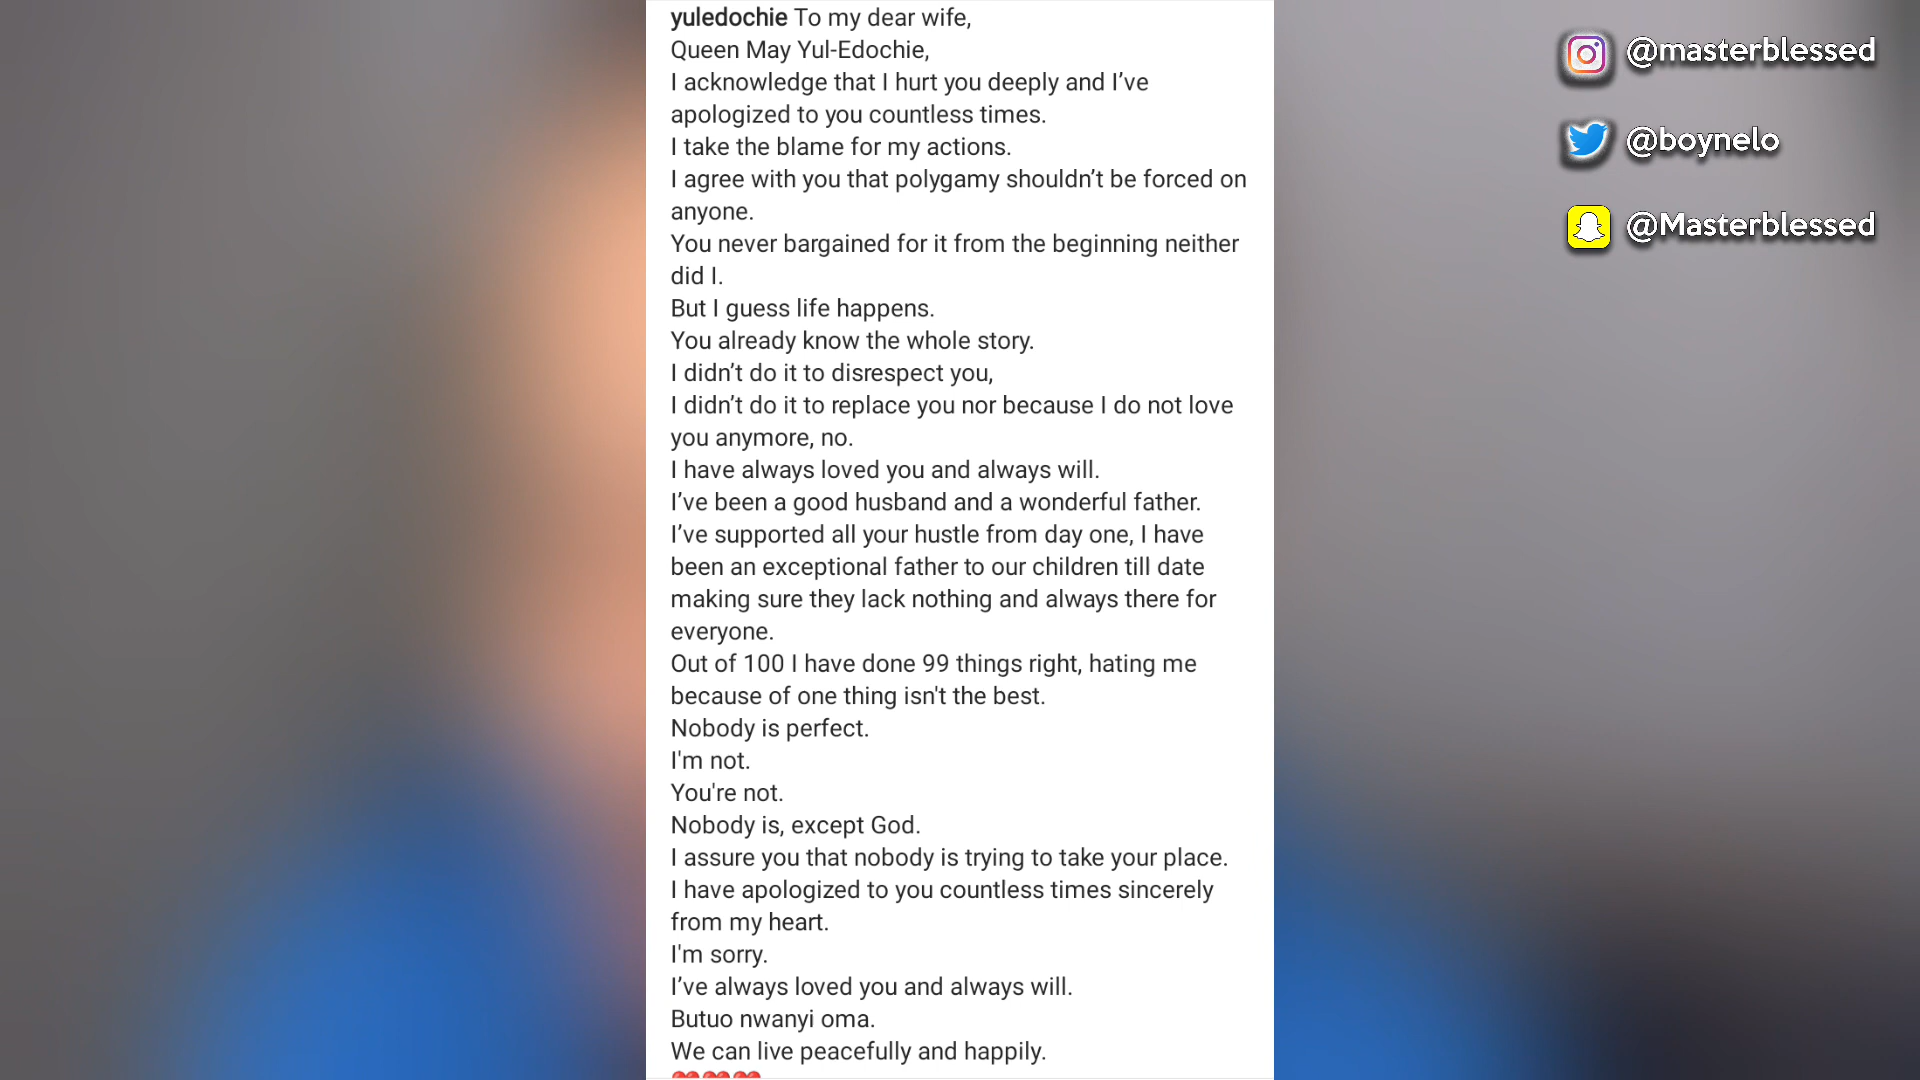 yuledochie To my dear wife,
Queen May Yul-Edochie,
I acknowledge that I hurt you deeply and I’ve
apologized to you countless times.
I take the blame for my actions.
I agree with you that polygamy shouldn’t be forced on
anyone.
You never bargained for it from the beginning neither
did I.
But I guess life happens.
You already know the whole story.
I didn’t do it to disrespect you,
I didn’t do it to replace you nor because I do not love
you anymore, no.
I have always loved you and always will.
I’ve been a good husband and a wonderful father.
I’ve supported all your hustle from day one, I have
been an exceptional father to our children till date
making sure they lack nothing and always there for
everyone.
Out of 100 I have done 99 things right, hating me
because of one thing isn't the best.
Nobody is perfect.
I'm not.
You're not.
Nobody is, except God.
I assure you that nobody is trying to take your place.
I have apologized to you countless times sincerely
from my heart.
I'm sorry.
I’ve always loved you and always will.
Butuo nwanyi oma.
We can live peacefully and happily.
@masterblessed
@boynelo
@Masterblessed